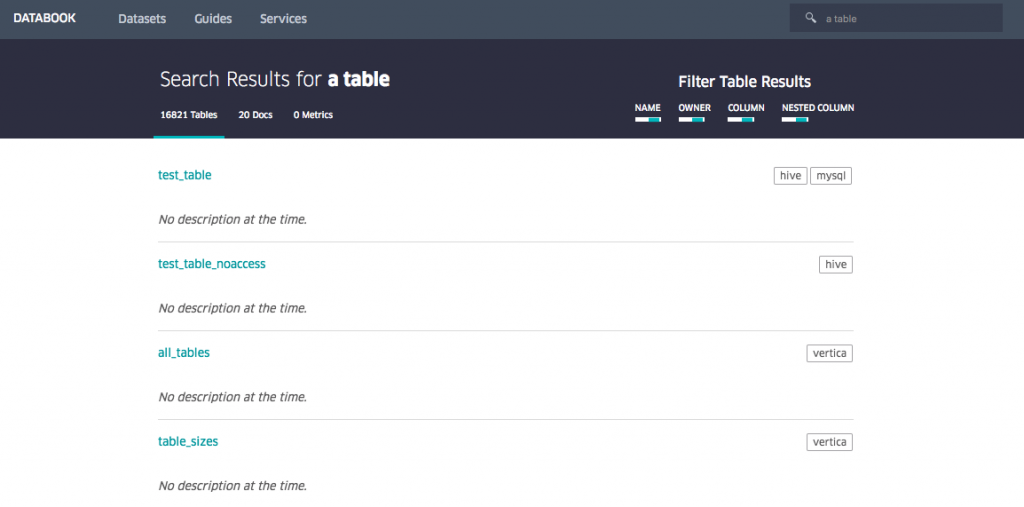 DATABOOK Datasets Guides Services a table
Search Results for a table
16821 Tables 20 Docs 0 Metrics
Filter Table Results
NAME OWNER COLUMN NESTED COLUMN
test_table hive mysql
No description at the time.
test_table_noaccess hive
No description at the time.
all_tables vertica
No description at the time.
table_sizes vertica
No description at the time.